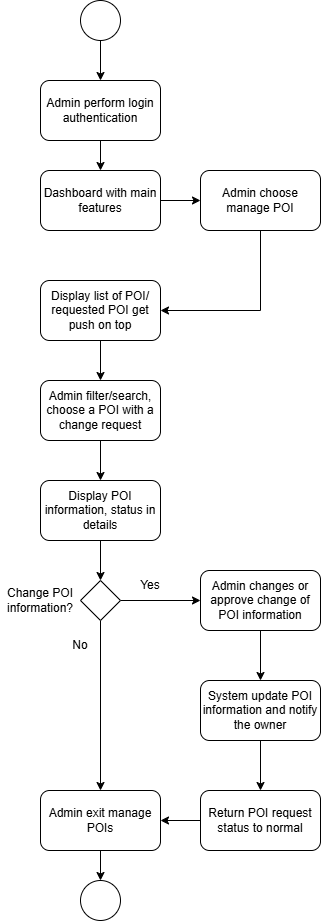 Admin perform login
authentication
Dashboard with main
features
Admin choose
manage POI
Display list of POI/
requested POI get
push on top
Admin filter/search,
choose a POI with a
change request
Display POI
information, status in
details
Change POI
information?
Yes
Admin changes or
approve change of
POI information
No
System update POI
information and notify
the owner
Admin exit manage
POIs
Return POI request
status to normal